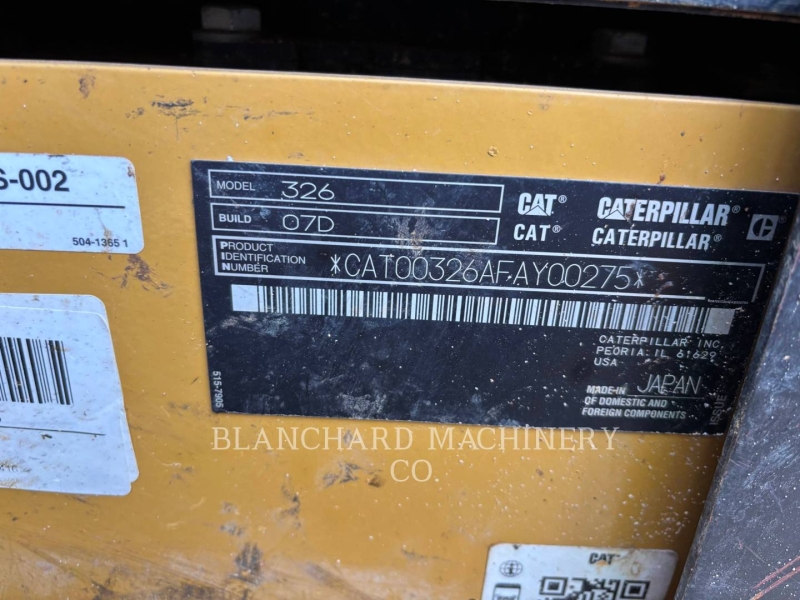 S-002
504-1365 1
MODEL 326
BUILD 07D
PRODUCT
IDENTIFICATION
NUMBER
*CAT00326AFAY00275*
CAT® CATERPILLAR®
CAT® CATERPILLAR®
CATERPILLAR INC.
PEORIA IL 61629
USA
MADE IN JAPAN
OF DOMESTIC AND
FOREIGN COMPONENTS
515-7905
ISSUE
BLANCHARD MACHINERY
CO.
CAT®